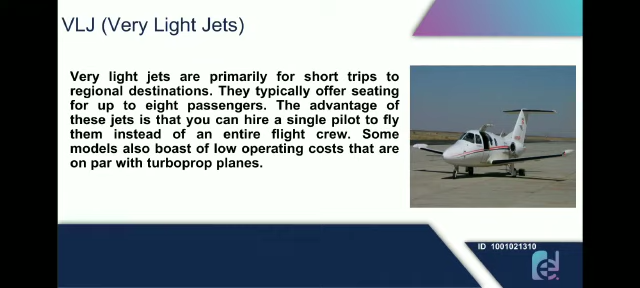 VLJ (Very Light Jets)
Very light jets are primarily for short trips to
regional destinations. They typically offer seating
for up to eight passengers. The advantage of
these jets is that you can hire a single pilot to fly
them instead of an entire flight crew. Some
models also boast of low operating costs that are
on par with turboprop planes.
ID 1001021310